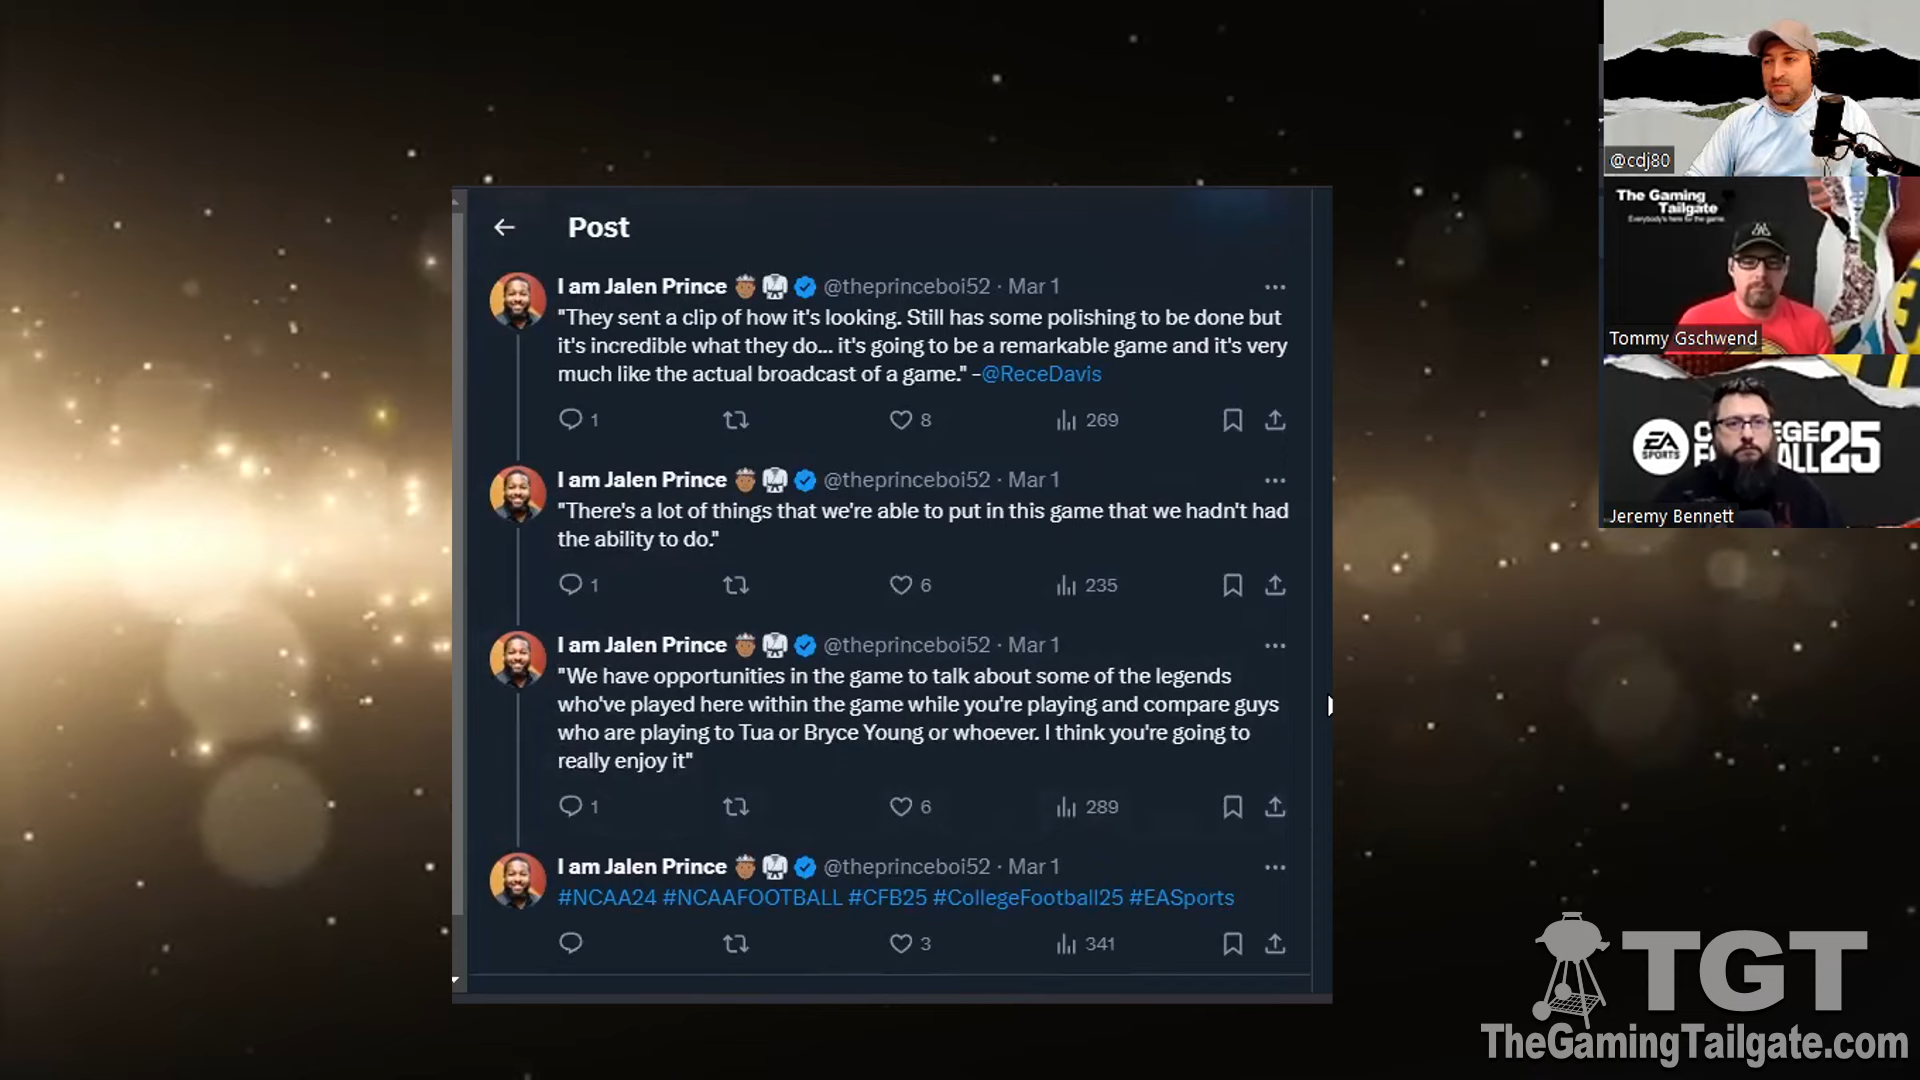 Post
I am Jalen Prince @theprinceboi52 · Mar 1
"They sent a clip of how it's looking. Still has some polishing to be done but
it's incredible what they do... it's going to be a remarkable game and it's very
much like the actual broadcast of a game." -@ReceDavis
1 8 269
I am Jalen Prince @theprinceboi52 · Mar 1
"There's a lot of things that we're able to put in this game that we hadn't had
the ability to do."
1 6 235
I am Jalen Prince @theprinceboi52 · Mar 1
"We have opportunities in the game to talk about some of the legends
who've played here within the game while you're playing and compare guys
who are playing to Tua or Bryce Young or whoever. I think you're going to
really enjoy it"
1 6 289
I am Jalen Prince @theprinceboi52 · Mar 1
#NCAA24 #NCAAFOOTBALL #CFB25 #CollegeFootball25 #EASports
3 341
@cdj80
The Gaming
Tailgate
Everybody's here for the game.
Tommy Gschwend
EA
SPORTS
25
Jeremy Bennett
TGT
TheGamingTailgate.com